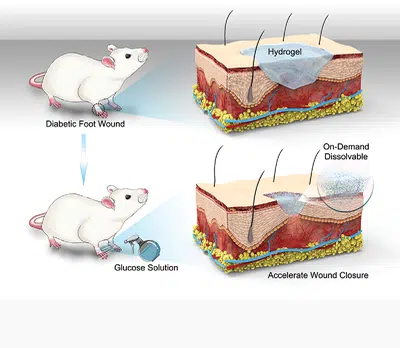 Hydrogel
Diabetic Foot Wound
On-Demand
Dissolvable
Glucose Solution
Accelerate Wound Closure